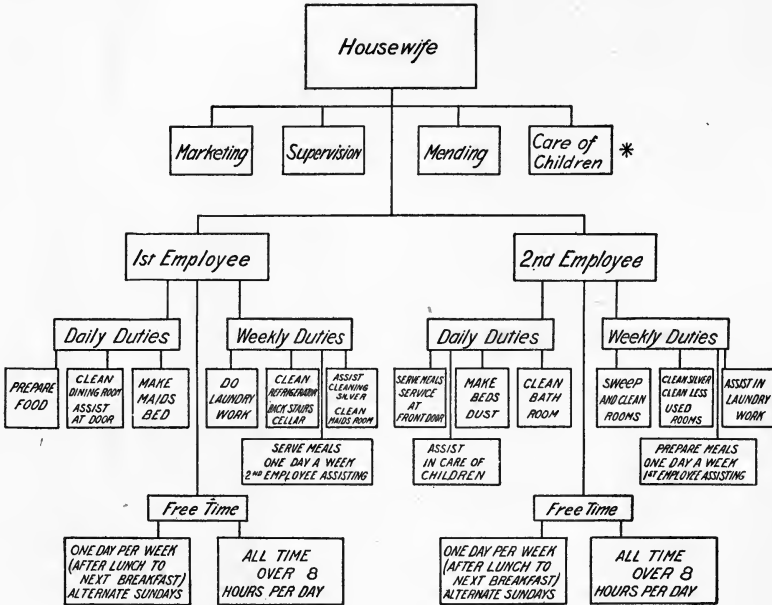 Housewife
Marketing
Supervision
Mending
Care of
Children *
1st Employee
2nd Employee
Daily Duties
Weekly Duties
Daily Duties
Weekly Duties
PREPARE
FOOD
CLEAN
DINING ROOM
ASSIST
AT DOOR
MAKE
MAIDS
BED
DO
LAUNDRY
WORK
CLEAN
REFRIGERATOR
BACK STAIRS
CELLAR
ASSIST
CLEANING
SILVER
CLEAN
MAIDS ROOM
SERVE MEALS
ONE DAY A WEEK
2ND EMPLOYEE ASSISTING
SERVE MEALS
SERVICE
AT
FRONT DOOR
MAKE
BEDS
DUST
CLEAN
BATH
ROOM
ASSIST
IN CARE OF
CHILDREN
SWEEP
AND CLEAN
ROOMS
CLEAN SILVER
CLEAN LESS
USED
ROOMS
ASSIST IN
LAUNDRY
WORK
PREPARE MEALS
ONE DAY A WEEK
1ST EMPLOYEE ASSISTING
Free Time
ONE DAY PER WEEK
(AFTER LUNCH TO
NEXT BREAKFAST)
ALTERNATE SUNDAYS
ALL TIME
OVER 8
HOURS PER DAY
Free Time
ONE DAY PER WEEK
(AFTER LUNCH TO
NEXT BREAKFAST)
ALTERNATE SUNDAYS
ALL TIME
OVER 8
HOURS PER DAY